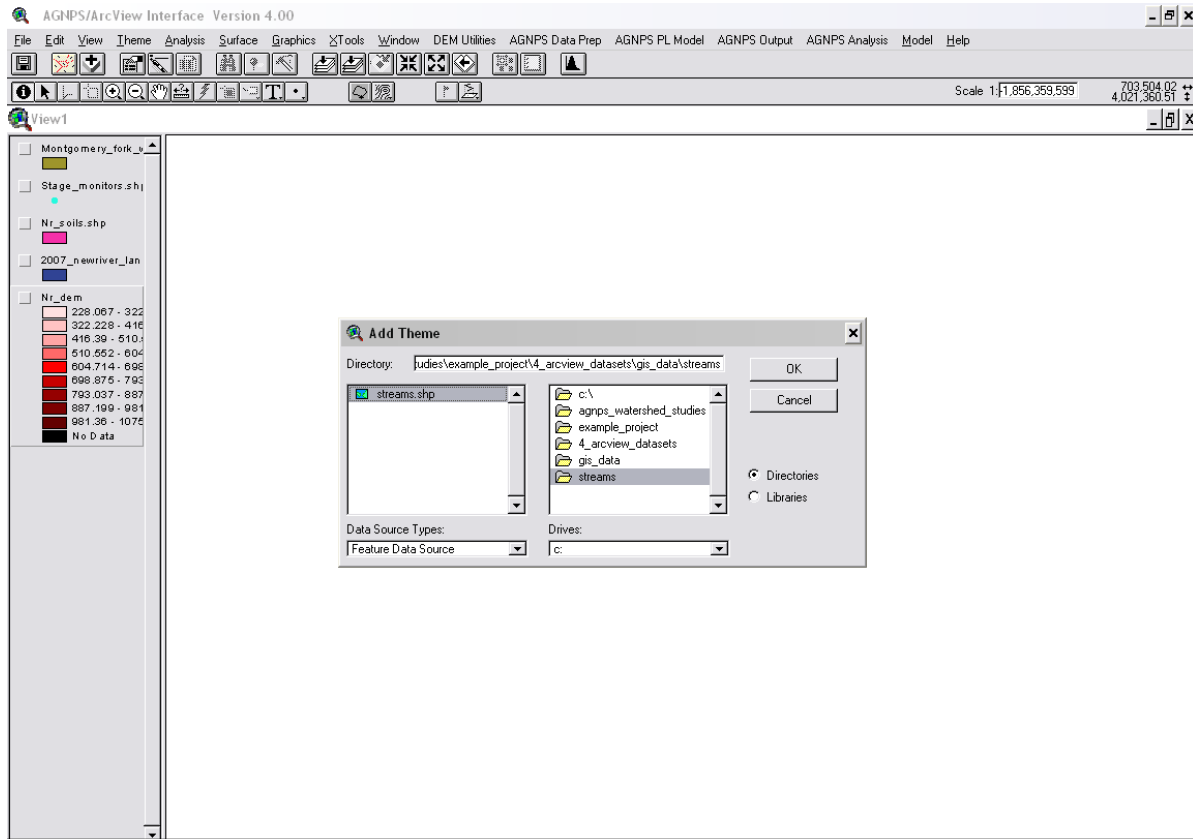 AGNPS/ArcView Interface Version 4.00
File Edit View Theme Analysis Surface Graphics XTools Window DEM Utilities AGNPS Data Prep AGNPS PL Model AGNPS Output AGNPS Analysis Model Help
Scale 1: 1,856,359,599
703,504.02
4,021,360.51
View1
Montgomery_fork_
Stage_monitors.sh
Nr_soils.shp
2007_newriver_lan
Nr_dem
228.067 - 322
322.228 - 416
416.39 - 510.
510.552 - 604
604.714 - 698
698.875 - 793
793.037 - 887
887.199 - 981
981.36 - 1075
No Data
Add Theme
Directory: udies\example_project\4_arcview_datasets\gis_data\streams
OK
Cancel
streams.shp
c:\
agnps_watershed_studies
example_project
4_arcview_datasets
gis_data
streams
Directories
Libraries
Data Source Types:
Feature Data Source
Drives:
c: